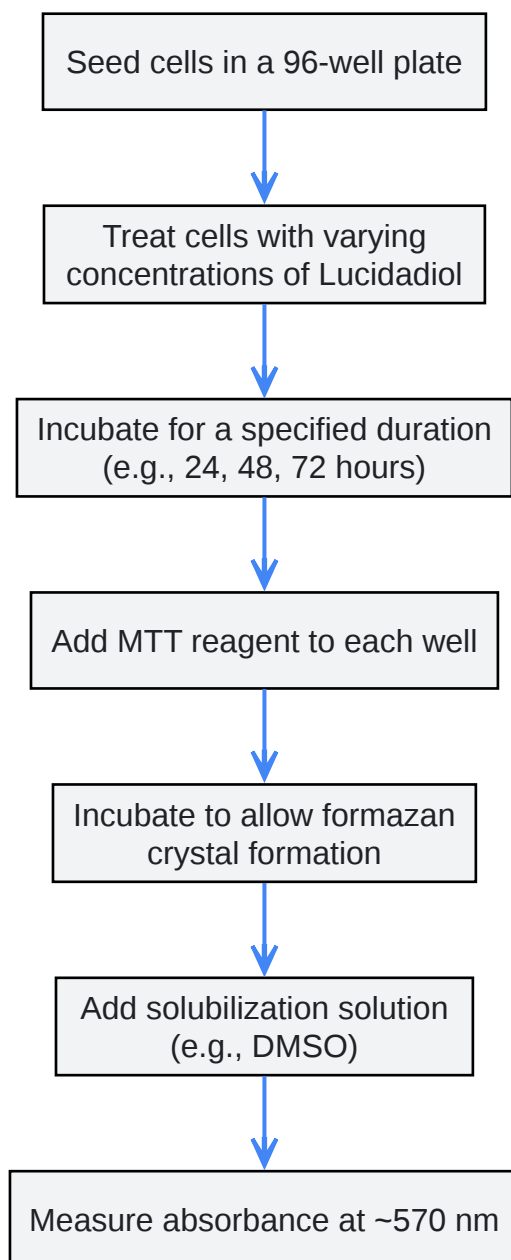 Seed cells in a 96-well plate
Treat cells with varying
concentrations of Lucidadiol
Incubate for a specified duration
(e.g., 24, 48, 72 hours)
Add MTT reagent to each well
Incubate to allow formazan
crystal formation
Add solubilization solution
(e.g., DMSO)
Measure absorbance at ~570 nm